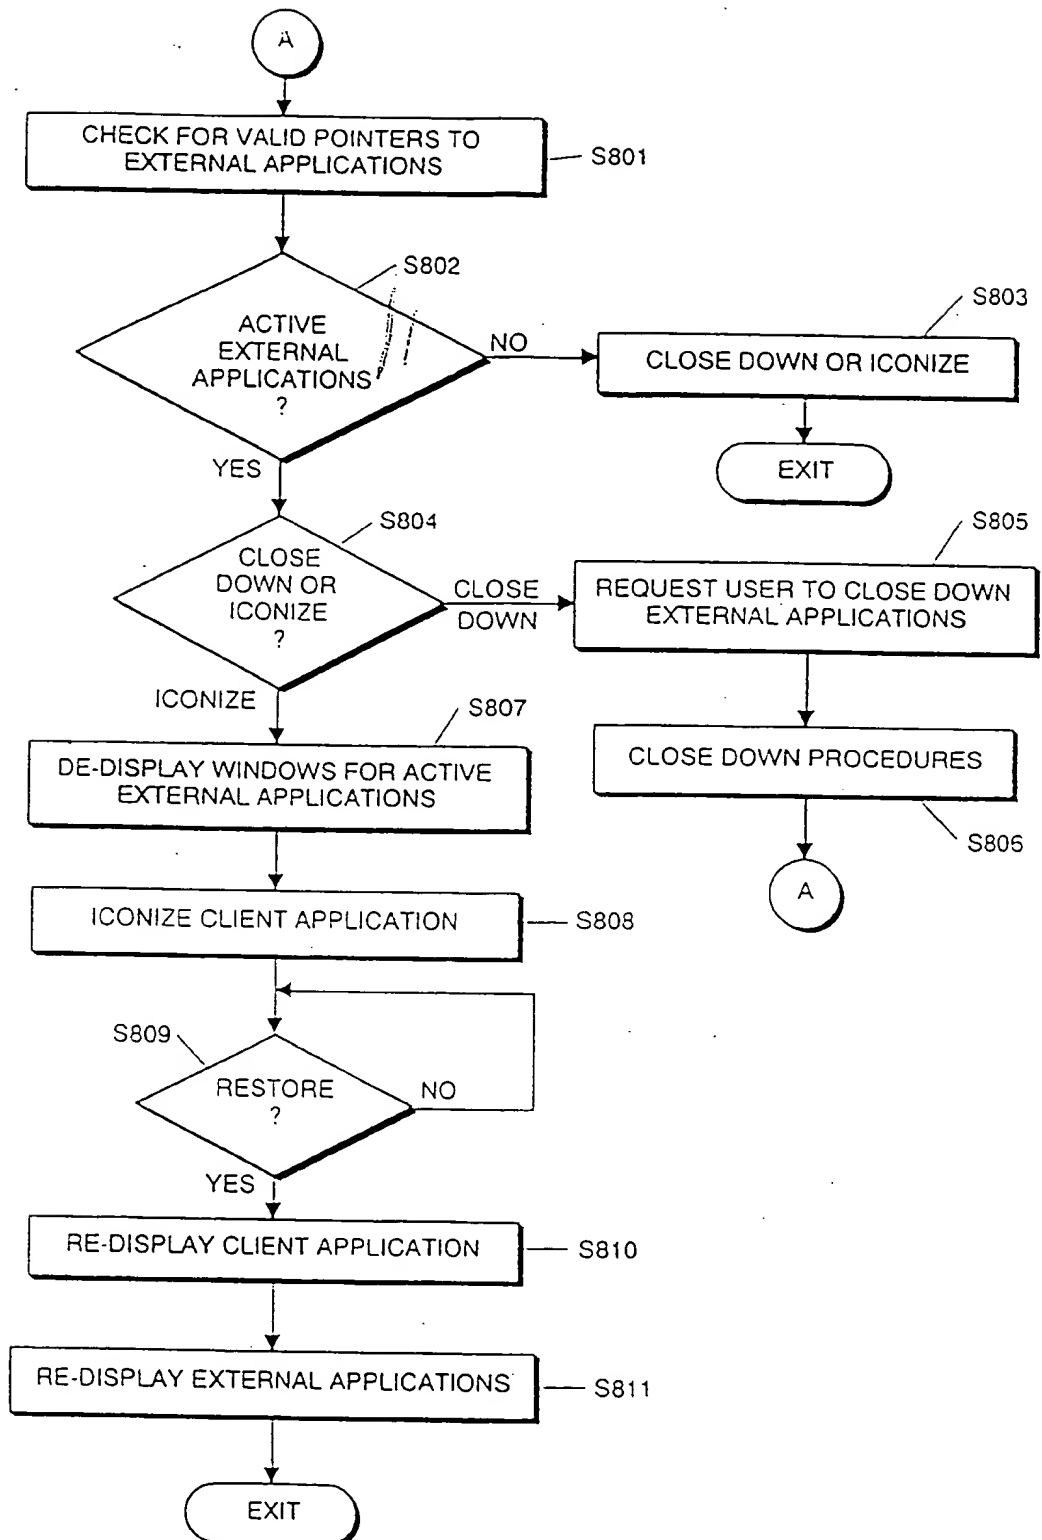 A
CHECK FOR VALID POINTERS TO
EXTERNAL APPLICATIONS
S801
S802
ACTIVE
EXTERNAL
APPLICATIONS
?
NO
S803
CLOSE DOWN OR ICONIZE
EXIT
YES
S804
CLOSE
DOWN OR
ICONIZE
?
CLOSE
DOWN
S805
REQUEST USER TO CLOSE DOWN
EXTERNAL APPLICATIONS
ICONIZE
S807
DE-DISPLAY WINDOWS FOR ACTIVE
EXTERNAL APPLICATIONS
CLOSE DOWN PROCEDURES
S806
A
ICONIZE CLIENT APPLICATION
S808
S809
RESTORE
?
NO
YES
RE-DISPLAY CLIENT APPLICATION
S810
RE-DISPLAY EXTERNAL APPLICATIONS
S811
EXIT